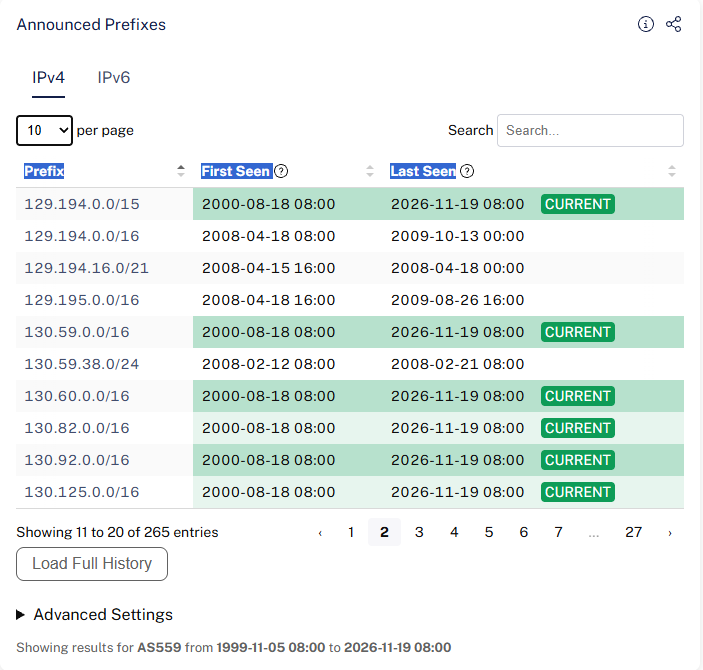 Announced Prefixes
IPv4 IPv6
10 per page Search Search...
Prefix First Seen ? Last Seen ?
129.194.0.0/15 2000-08-18 08:00 2026-11-19 08:00 CURRENT
129.194.0.0/16 2008-04-18 08:00 2009-10-13 00:00
129.194.16.0/21 2008-04-15 16:00 2008-04-18 00:00
129.195.0.0/16 2008-04-18 16:00 2009-08-26 16:00
130.59.0.0/16 2000-08-18 08:00 2026-11-19 08:00 CURRENT
130.59.38.0/24 2008-02-12 08:00 2008-02-21 08:00
130.60.0.0/16 2000-08-18 08:00 2026-11-19 08:00 CURRENT
130.82.0.0/16 2000-08-18 08:00 2026-11-19 08:00 CURRENT
130.92.0.0/16 2000-08-18 08:00 2026-11-19 08:00 CURRENT
130.125.0.0/16 2000-08-18 08:00 2026-11-19 08:00 CURRENT
Showing 11 to 20 of 265 entries ‹ 1 2 3 4 5 6 7 ... 27 ›
Load Full History
Advanced Settings
Showing results for AS559 from 1999-11-05 08:00 to 2026-11-19 08:00